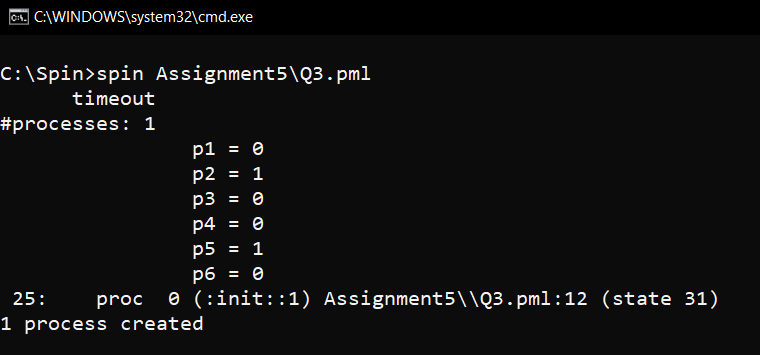 C:\WINDOWS\system32\cmd.exe
C:\Spin>spin Assignment5\Q3.pml
      timeout
#processes: 1
                p1 = 0
                p2 = 1
                p3 = 0
                p4 = 0
                p5 = 1
                p6 = 0
 25:    proc  0 (:init::1) Assignment5\\Q3.pml:12 (state 31)
1 process created